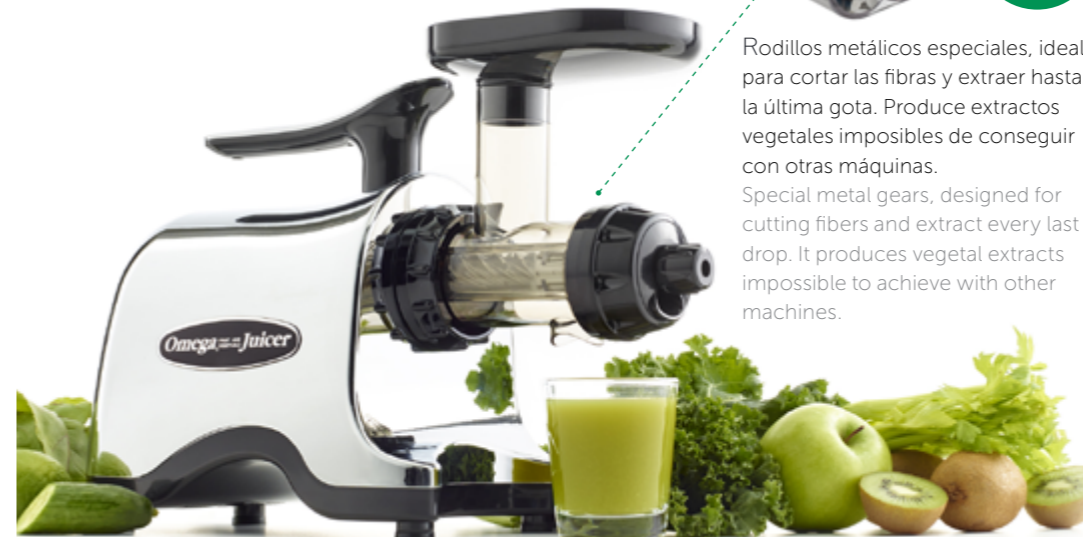 Rodillos metálicos especiales, ideal
para cortar las fibras y extraer hasta
la última gota. Produce extractos
vegetales imposibles de conseguir
con otras máquinas.
Special metal gears, designed for
cutting fibers and extract every last
drop. It produces vegetal extracts
impossible to achieve with other
machines.
Omega Juicer